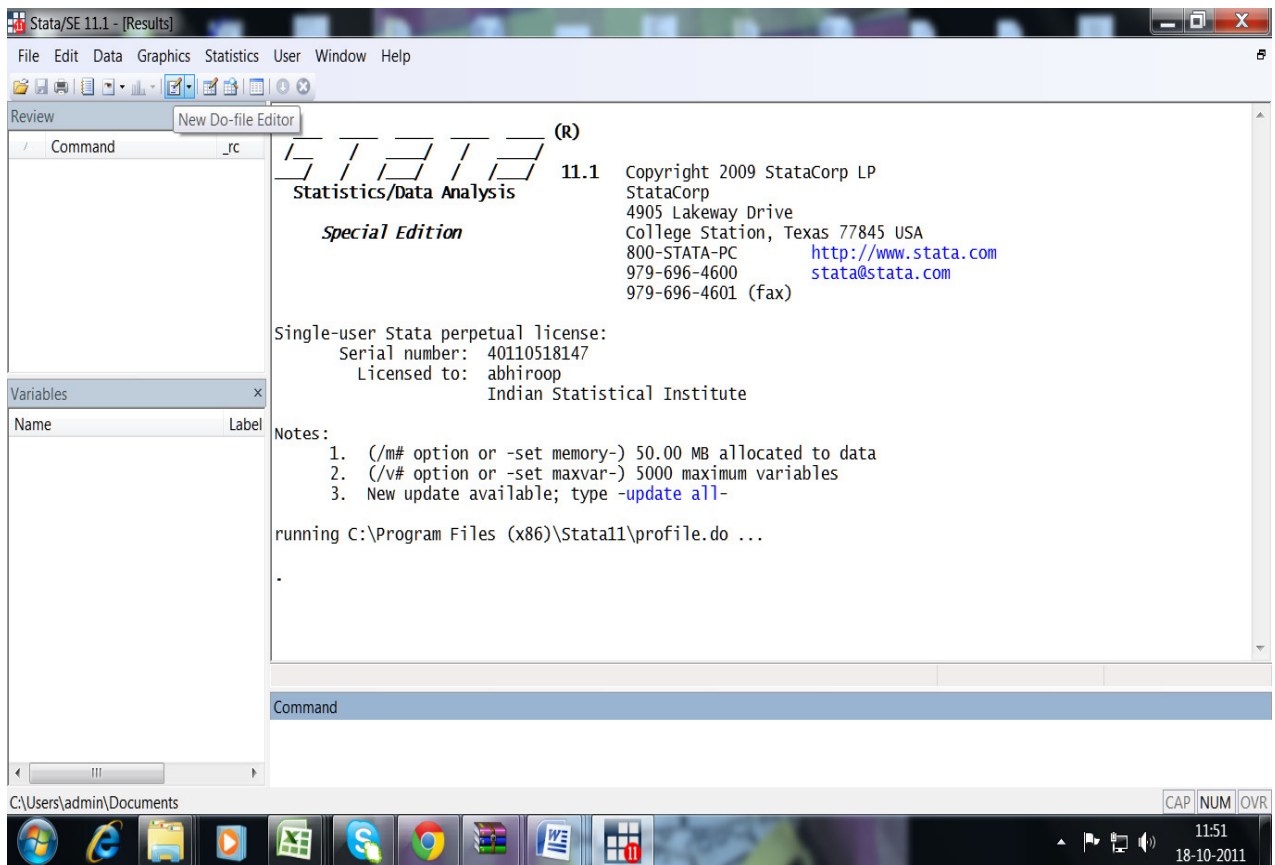 Stata/SE 11.1 - [Results]
File Edit Data Graphics Statistics User Window Help
Review
New Do-file Editor
/ Command _rc
(R)
STATA 11.1 Copyright 2009 StataCorp LP
Statistics/Data Analysis StataCorp
4905 Lakeway Drive
Special Edition College Station, Texas 77845 USA
800-STATA-PC http://www.stata.com
979-696-4600 stata@stata.com
979-696-4601 (fax)
Single-user Stata perpetual license:
Serial number: 40110518147
Licensed to: abhiroop
Indian Statistical Institute
Variables x
Name Label
Notes:
1. (/m# option or -set memory-) 50.00 MB allocated to data
2. (/v# option or -set maxvar-) 5000 maximum variables
3. New update available; type -update all-
running C:\Program Files (x86)\Stata11\profile.do ...
.
Command
C:\Users\admin\Documents
CAP NUM OVR
11:51
18-10-2011